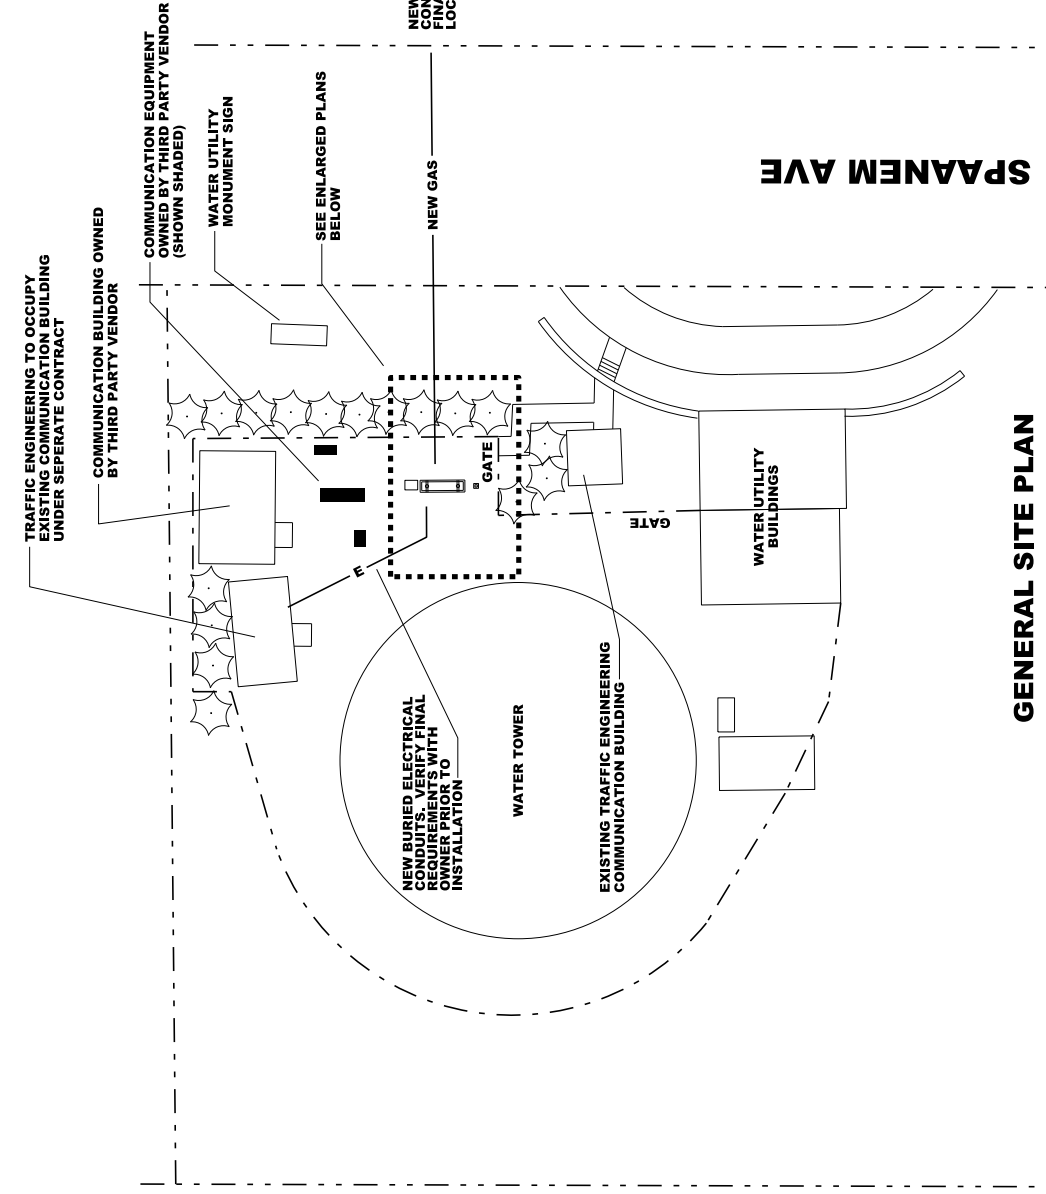 TRAFFIC ENGINEERING TO OCCUPY
EXISTING COMMUNICATION BUILDING
UNDER SEPERATE CONTRACT
COMMUNICATION BUILDING OWNED
BY THIRD PARTY VENDOR
COMMUNICATION EQUIPMENT
OWNED BY THIRD PARTY VENDOR
(SHOWN SHADED)
WATER UTILITY
MONUMENT SIGN
SEE ENLARGED PLANS
BELOW
NEW GAS
SPAANEM AVE
GATE
GATE
E
WATER UTILITY
BUILDINGS
NEW BURIED ELECTRICAL
CONDUITS. VERIFY FINAL
REQUIREMENTS WITH
OWNER PRIOR TO
INSTALLATION
WATER TOWER
EXISTING TRAFFIC ENGINEERING
COMMUNICATION BUILDING
GENERAL SITE PLAN